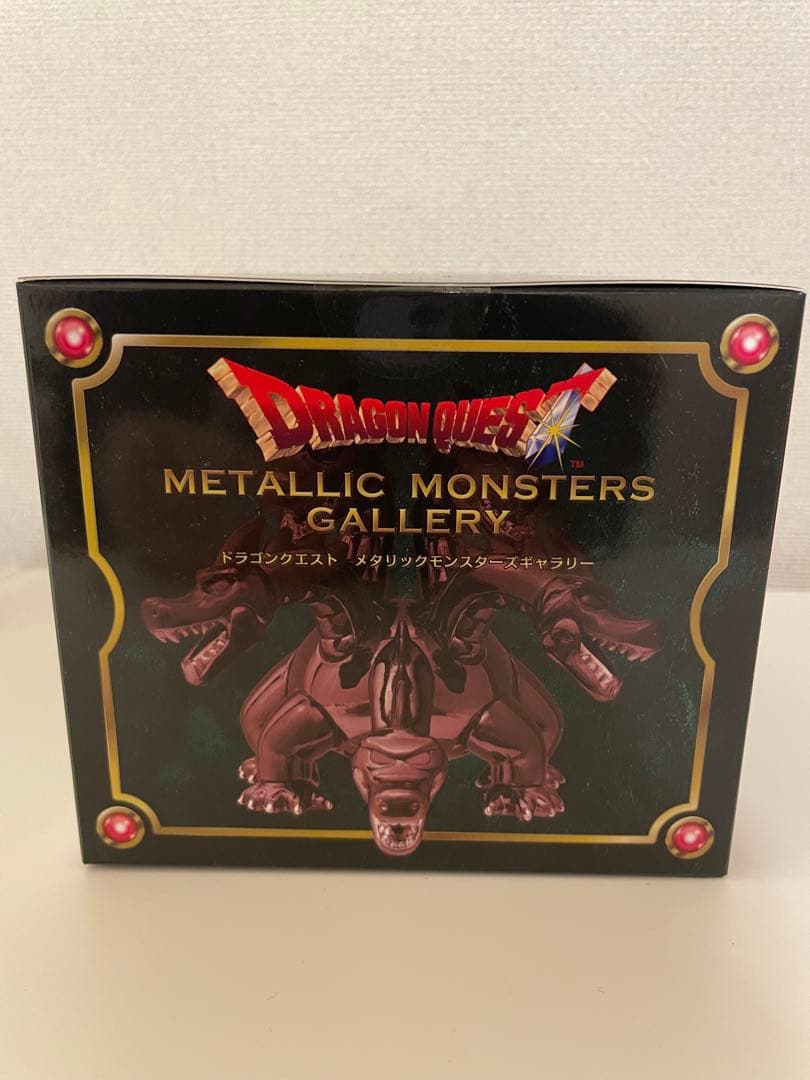 DRAGON QUEST
TM
METALLIC MONSTERS
GALLERY
ドラゴンクエスト メタリックモンスターズギャラリー